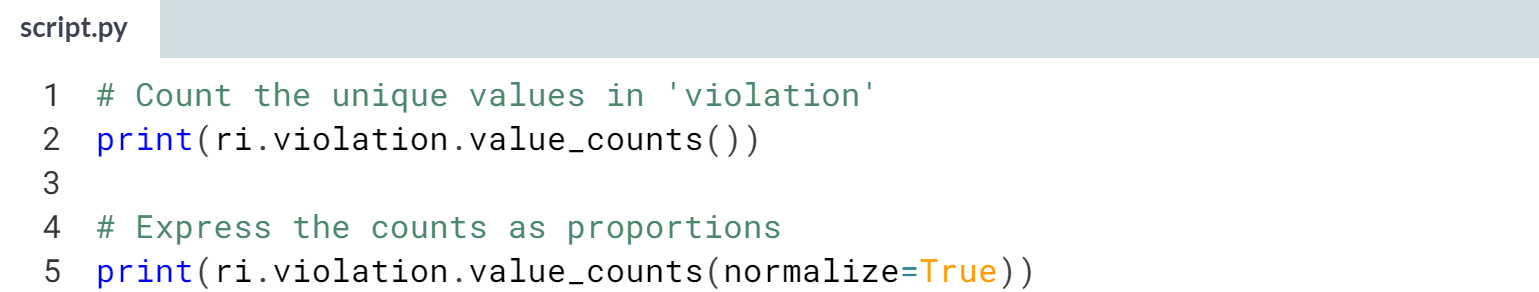 script.py
1 # Count the unique values in 'violation'
2 print(ri.violation.value_counts())
3
4 # Express the counts as proportions
5 print(ri.violation.value_counts(normalize=True))